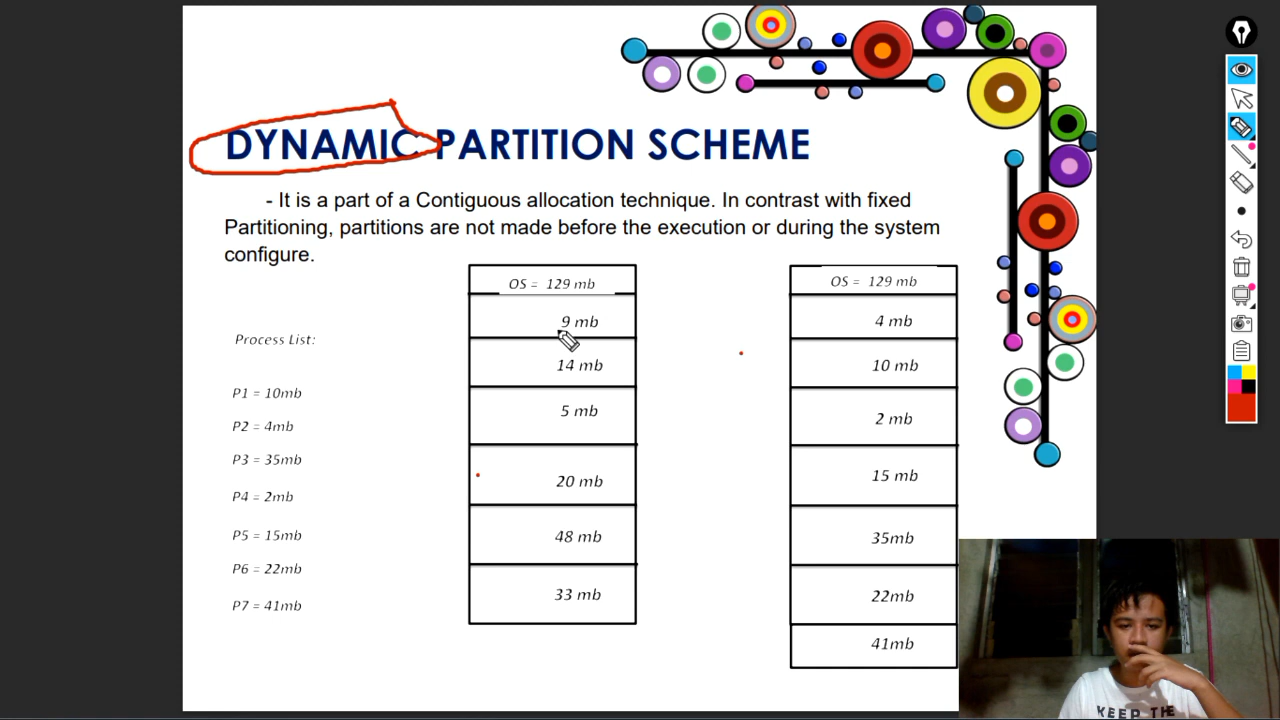 DYNAMIC PARTITION SCHEME
- It is a part of a Contiguous allocation technique. In contrast with fixed
Partitioning, partitions are not made before the execution or during the system
configure.
Process List:
P1 = 10mb
P2 = 4mb
P3 = 35mb
P4 = 2mb
P5 = 15mb
P6 = 22mb
P7 = 41mb
OS = 129 mb
9 mb
14 mb
5 mb
20 mb
48 mb
33 mb
OS = 129 mb
4 mb
10 mb
2 mb
15 mb
35mb
22mb
41mb
KEEP THE